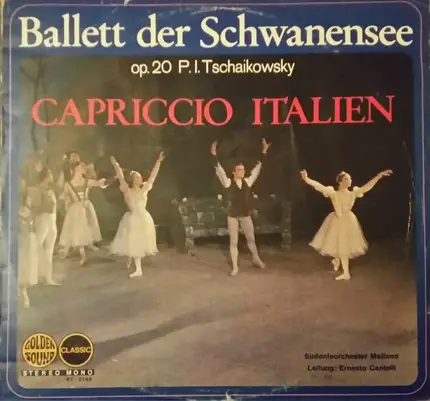 Ballett der Schwanensee
op. 20 P. I. Tschaikowsky
CAPRICCIO ITALIEN
GOLDEN SOUND
CLASSIC
STEREO MONO
Sinfonieorchester Mailand
Leitung: Ernesto Cantelli